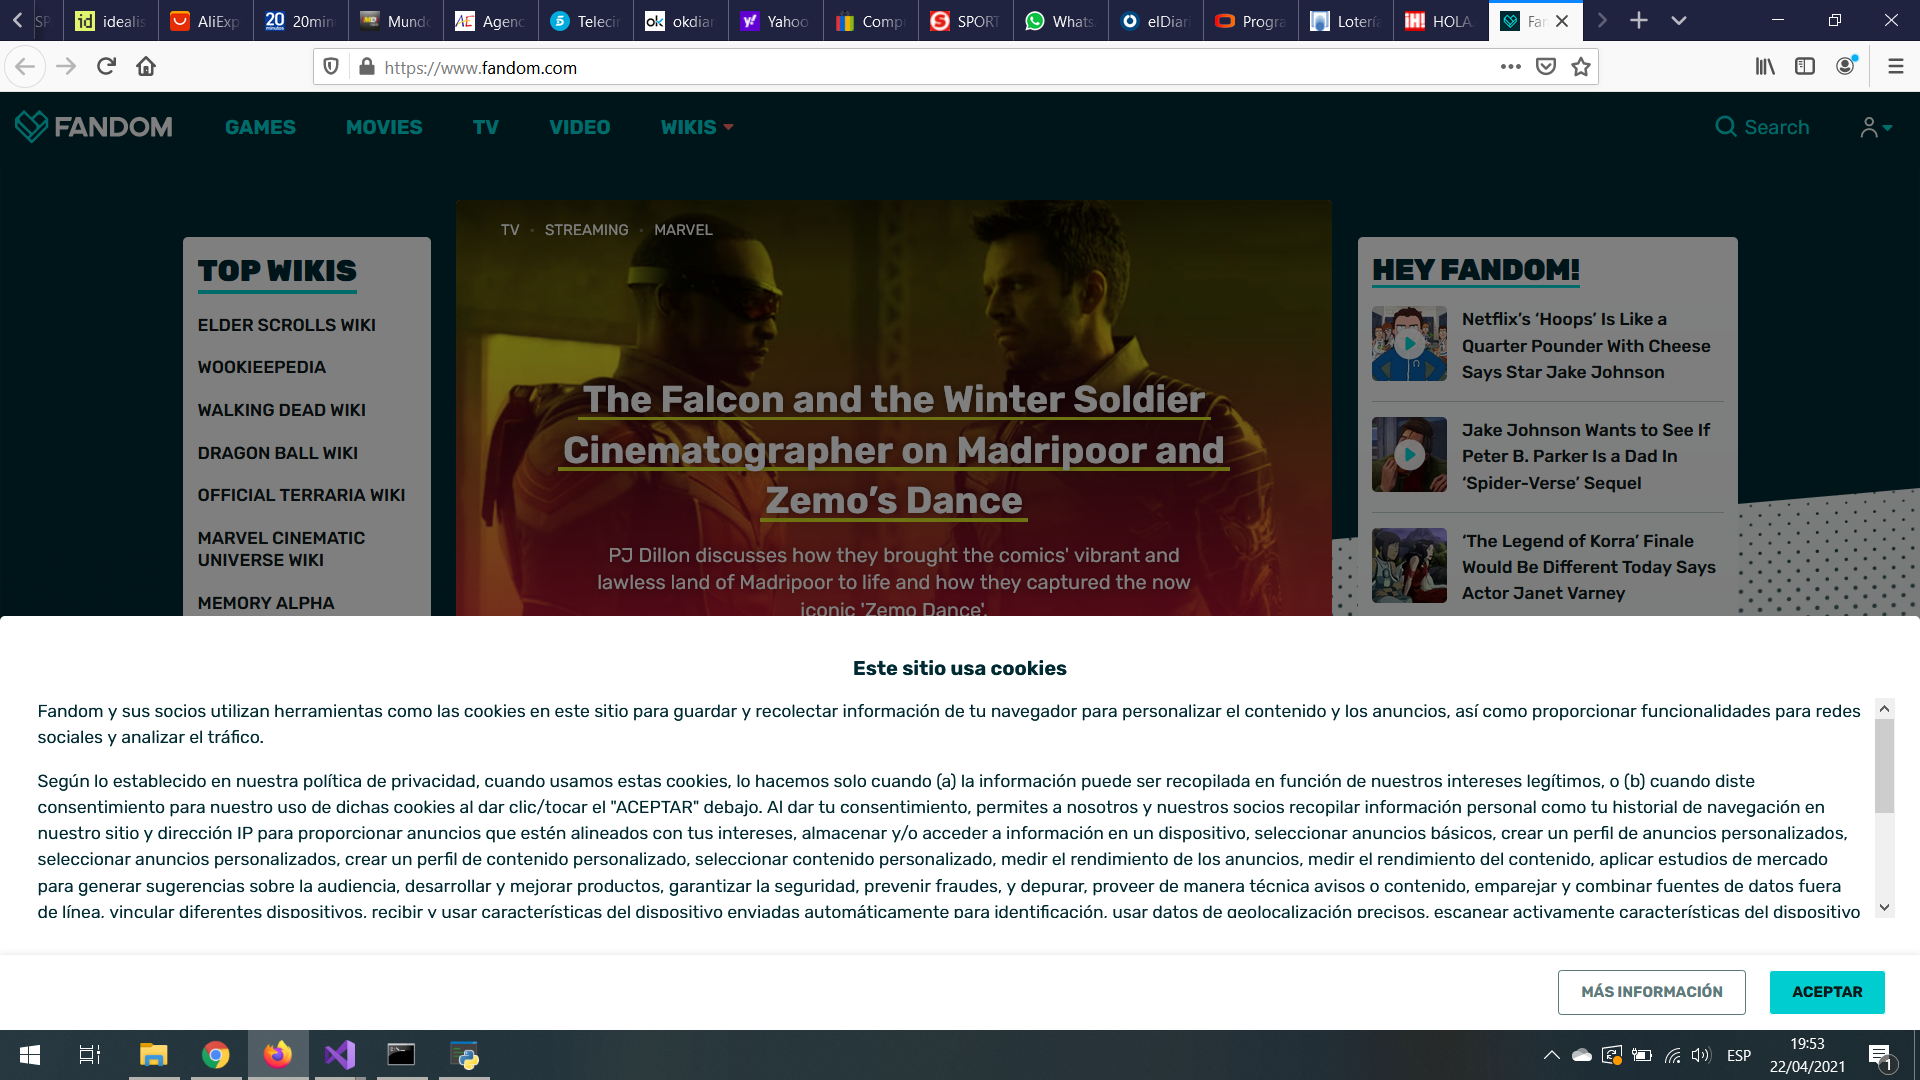 SP
idealis
AliExp
20 20min
Mundo
AE Agenc
5 Telecin
ok okdiar
Yahoo
Comp
S SPORT
Whats
elDiari
Progra
Lotería
iH! HOLA
Fan
https://www.fandom.com
FANDOM
GAMES
MOVIES
TV
VIDEO
WIKIS
Search
TOP WIKIS
ELDER SCROLLS WIKI
WOOKIEEPEDIA
WALKING DEAD WIKI
DRAGON BALL WIKI
OFFICIAL TERRARIA WIKI
MARVEL CINEMATIC
UNIVERSE WIKI
MEMORY ALPHA
TV · STREAMING · MARVEL
The Falcon and the Winter Soldier
Cinematographer on Madripoor and
Zemo’s Dance
PJ Dillon discusses how they brought the comics' vibrant and
lawless land of Madripoor to life and how they captured the now
iconic 'Zemo Dance'.
HEY FANDOM!
Netflix’s ‘Hoops’ Is Like a
Quarter Pounder With Cheese
Says Star Jake Johnson
Jake Johnson Wants to See If
Peter B. Parker Is a Dad In
‘Spider-Verse’ Sequel
‘The Legend of Korra’ Finale
Would Be Different Today Says
Actor Janet Varney
Este sitio usa cookies
Fandom y sus socios utilizan herramientas como las cookies en este sitio para guardar y recolectar información de tu navegador para personalizar el contenido y los anuncios, así como proporcionar funcionalidades para redes
sociales y analizar el tráfico.
Según lo establecido en nuestra política de privacidad, cuando usamos estas cookies, lo hacemos solo cuando (a) la información puede ser recopilada en función de nuestros intereses legítimos, o (b) cuando diste
consentimiento para nuestro uso de dichas cookies al dar clic/tocar el "ACEPTAR" debajo. Al dar tu consentimiento, permites a nosotros y nuestros socios recopilar información personal como tu historial de navegación en
nuestro sitio y dirección IP para proporcionar anuncios que estén alineados con tus intereses, almacenar y/o acceder a información en un dispositivo, seleccionar anuncios básicos, crear un perfil de anuncios personalizados,
seleccionar anuncios personalizados, crear un perfil de contenido personalizado, seleccionar contenido personalizado, medir el rendimiento de los anuncios, medir el rendimiento del contenido, aplicar estudios de mercado
para generar sugerencias sobre la audiencia, desarrollar y mejorar productos, garantizar la seguridad, prevenir fraudes, y depurar, proveer de manera técnica avisos o contenido, emparejar y combinar fuentes de datos fuera
de línea, vincular diferentes dispositivos, recibir y usar características del dispositivo enviadas automáticamente para identificación, usar datos de geolocalización precisos, escanear activamente características del dispositivo
MÁS INFORMACIÓN
ACEPTAR
ESP
19:53
22/04/2021
1